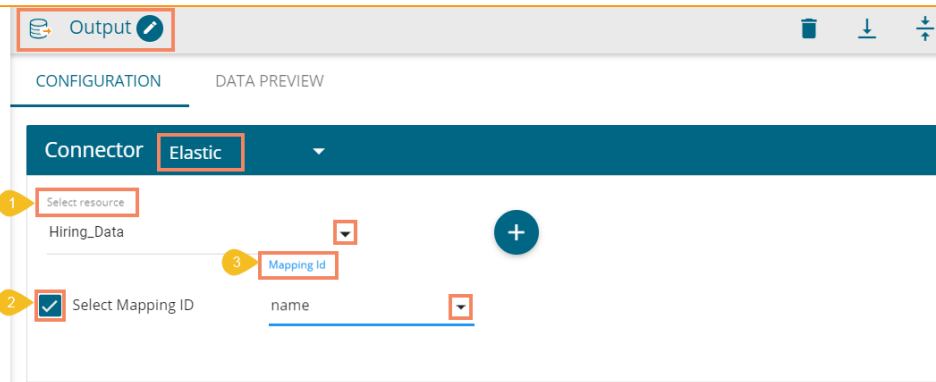 Output
CONFIGURATION DATA PREVIEW
Connector Elastic
1 Select resource
Hiring_Data
3 Mapping Id
2 Select Mapping ID name